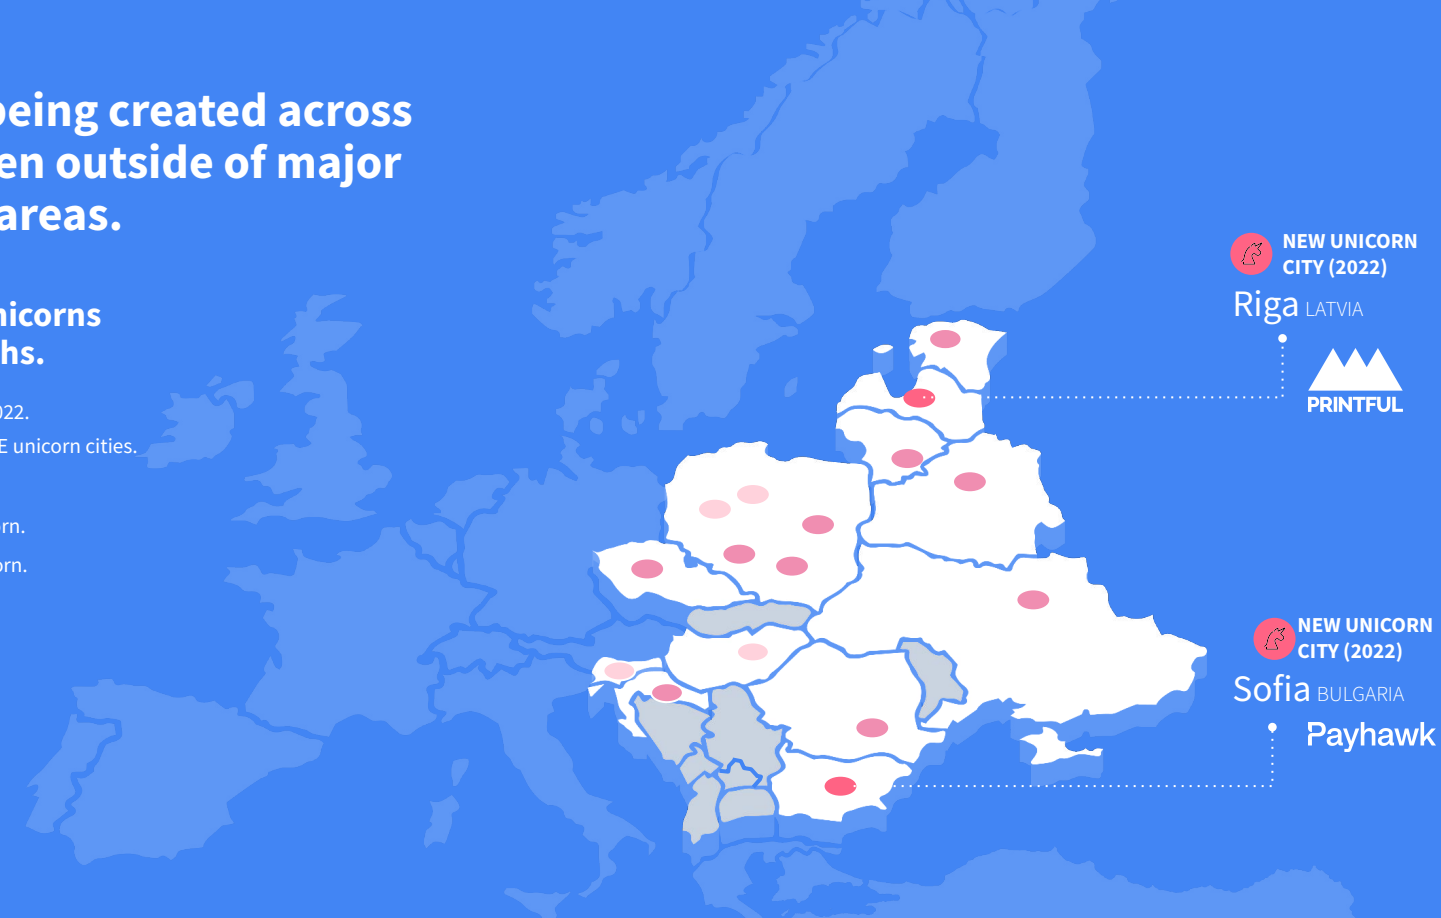 being created across
en outside of major
areas.
nicorns
hs.
022.
E unicorn cities.
orn.
orn.
NEW UNICORN
CITY (2022)
Riga LATVIA
PRINTFUL
NEW UNICORN
CITY (2022)
Sofia BULGARIA
Payhawk